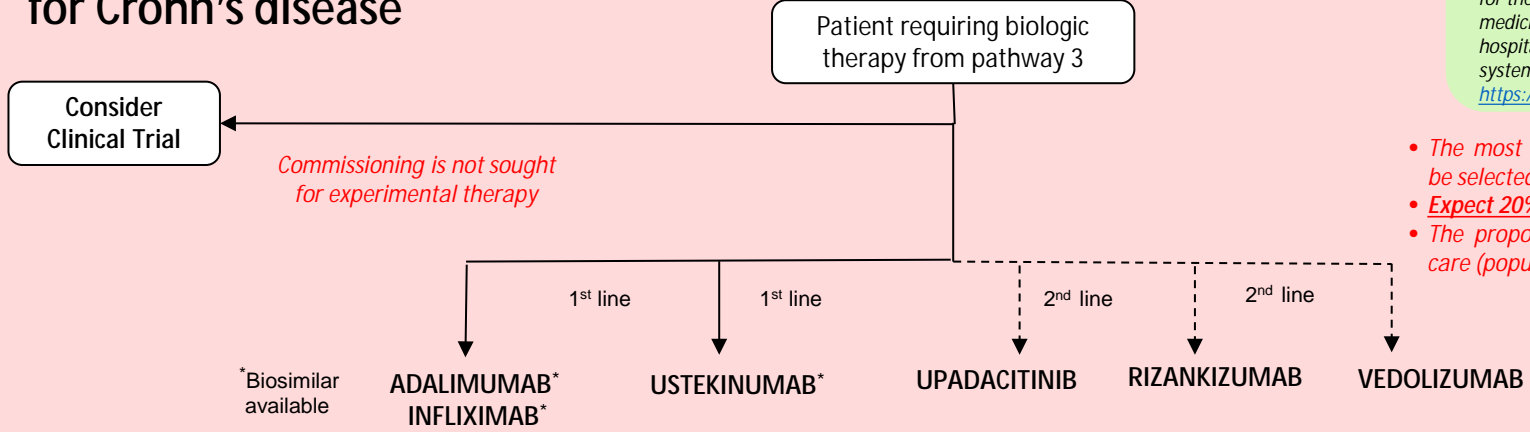 for Crohn's disease
Patient requiring biologic
therapy from pathway 3
for the
hospita
https:/
Consider
Clinical Trial
Commissioning is not sought
for experimental therapy
• The most
be selected
• Expect 20%
• The propo
care (popu
1st line
1st line
2nd line
2nd line
*Biosimilar
available
ADALIMUMAB*
INFLIXIMAB*
USTEKINUMAB*
UPADACITINIB
RIZANKIZUMAB
VEDOLIZUMAB